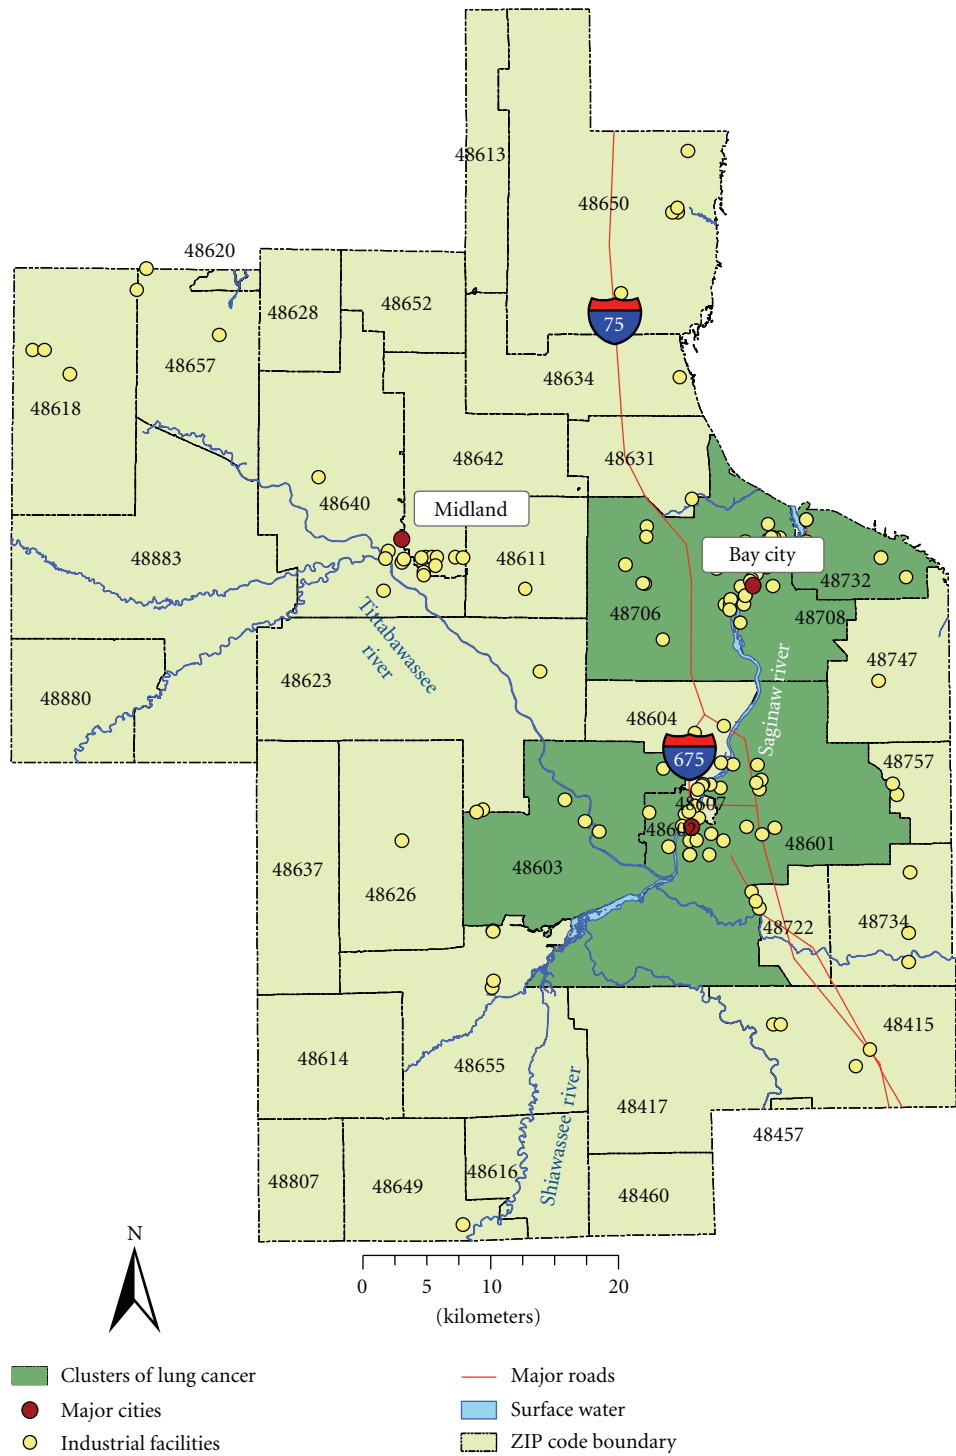 48613
48650
48620
48628
48652
75
48657
48634
48618
48642
48631
48640
Midland
48883
48611
Bay city
48732
48706
48708
Tittabawassee
river
48747
48880
48623
48604
Saginaw river
675
48757
48607
48602
48601
48637
48603
48626
48722
48734
48415
48614
48655
48417
Shiawassee river
48457
48807
48649
48616
48460
N
0 5 10 20
(kilometers)
Clusters of lung cancer
Major cities
Industrial facilities
Major roads
Surface water
ZIP code boundary